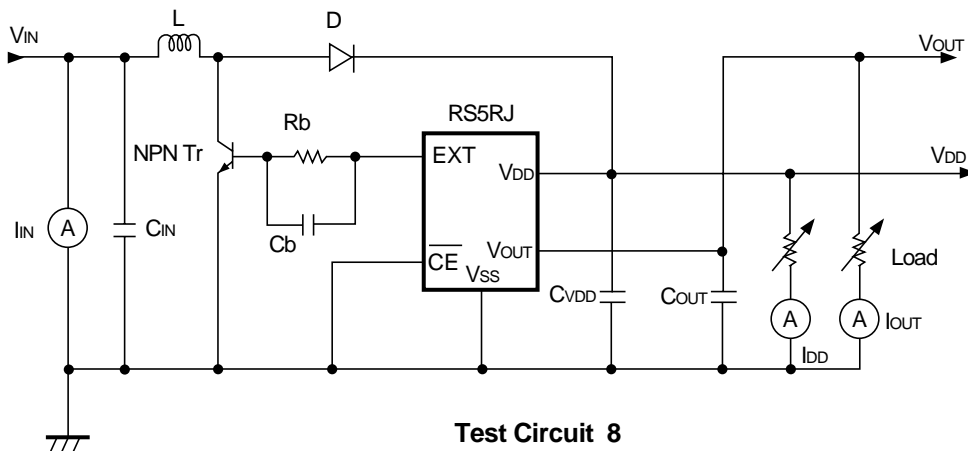 VIN
L
D
VOUT
RS5RJ
Rb
NPN Tr
EXT
VDD
VDD
IIN
A
CIN
Cb
VOUT
CE
VSS
Load
CVDD
COUT
A
A
IOUT
IDD
Test Circuit 8